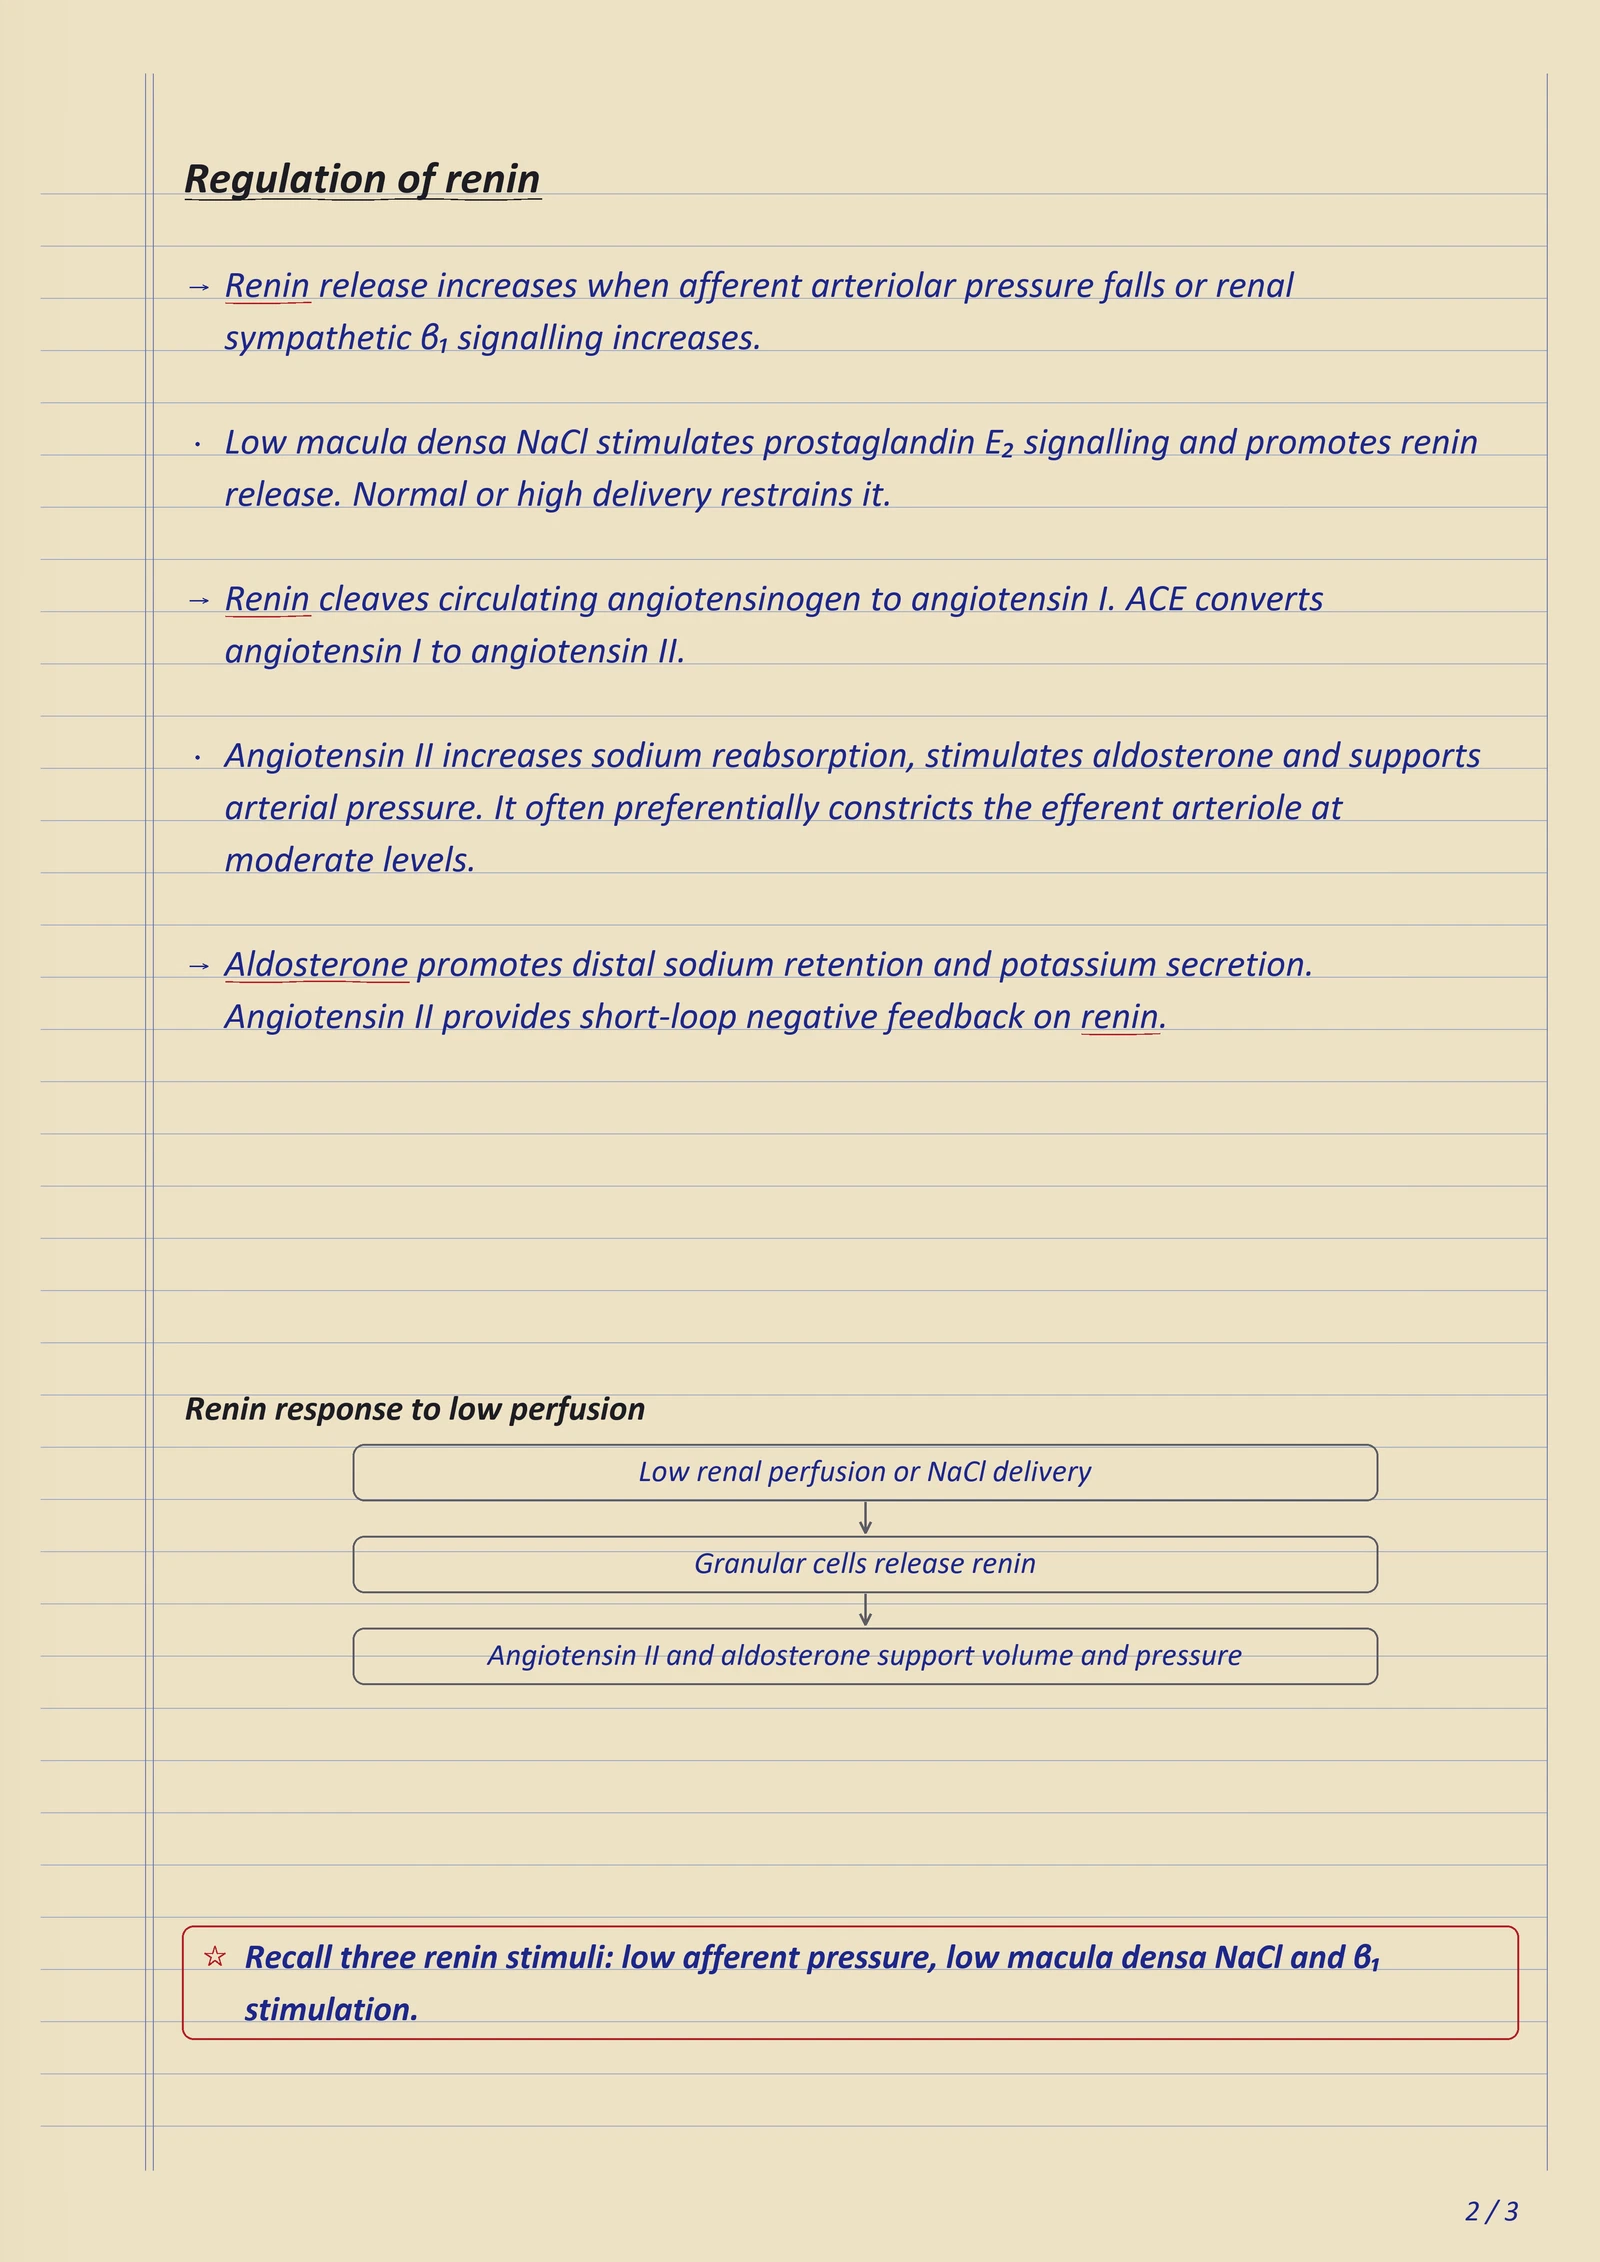 Regulation of renin
→ Renin release increases when afferent arteriolar pressure falls or renal
sympathetic β₁ signalling increases.
· Low macula densa NaCl stimulates prostaglandin E₂ signalling and promotes renin
release. Normal or high delivery restrains it.
→ Renin cleaves circulating angiotensinogen to angiotensin I. ACE converts
angiotensin I to angiotensin II.
· Angiotensin II increases sodium reabsorption, stimulates aldosterone and supports
arterial pressure. It often preferentially constricts the efferent arteriole at
moderate levels.
→ Aldosterone promotes distal sodium retention and potassium secretion.
Angiotensin II provides short-loop negative feedback on renin.
Renin response to low perfusion
Low renal perfusion or NaCl delivery
Granular cells release renin
Angiotensin II and aldosterone support volume and pressure
☆ Recall three renin stimuli: low afferent pressure, low macula densa NaCl and β₁
stimulation.
2 / 3